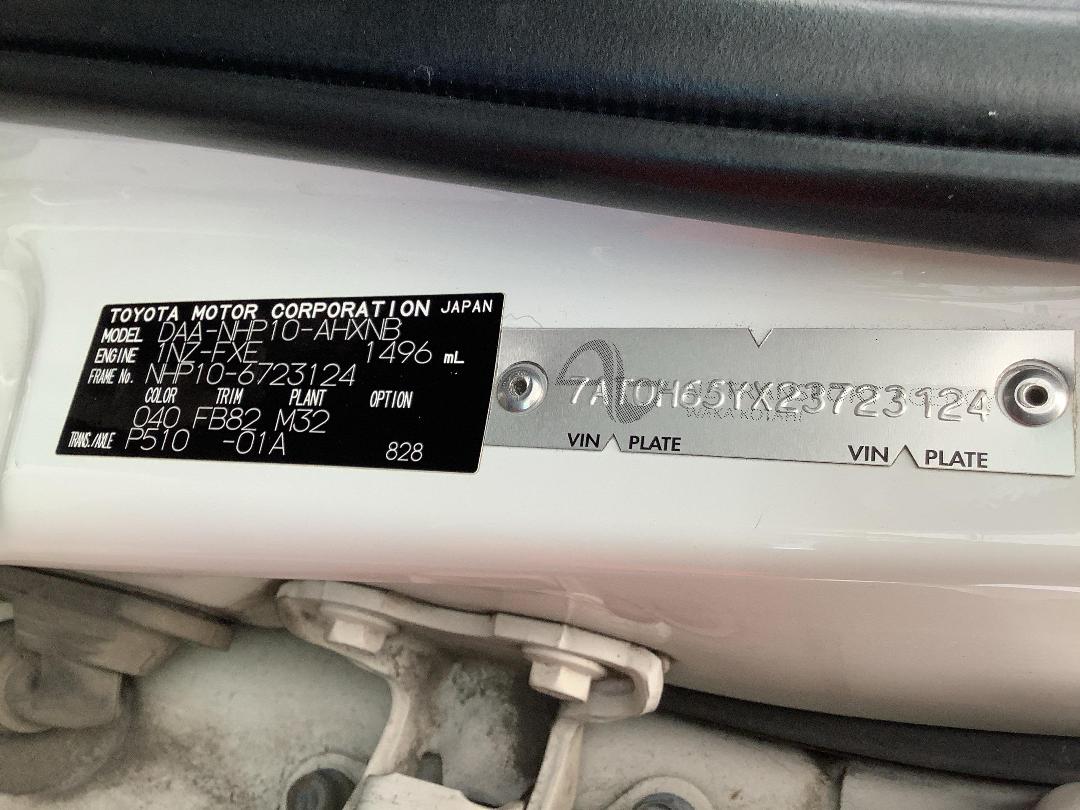 TOYOTA MOTOR CORPORATION JAPAN
MODEL DAA-NHP10-AHXNB
ENGINE 1NZ-FXE 1496 mL
FRAME No. NHP10-6723124
COLOR TRIM PLANT OPTION
040 FB82 M32
TRANS./AXLE P510 -01A 828
7AT0H65YX23723124
VIN PLATE VIN PLATE